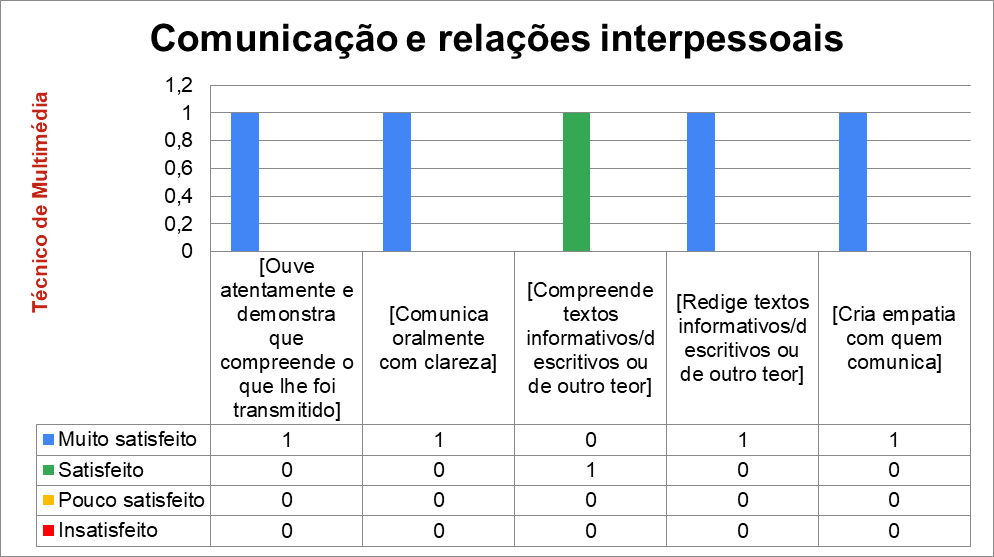 Comunicação e relações interpessoais
Técnico de Multimédia
1,2
1
0,8
0,6
0,4
0,2
0
[Ouve
atentamente e
demonstra
que
compreende o
que lhe foi
transmitido]
[Comunica
oralmente
com clareza]
[Compreende
textos
informativos/d
escritivos ou
de outro teor]
[Redige textos
informativos/d
escritivos ou
de outro teor]
[Cria empatia
com quem
comunica]
Muito satisfeito 1 1 0 1 1
Satisfeito 0 0 1 0 0
Pouco satisfeito 0 0 0 0 0
Insatisfeito 0 0 0 0 0